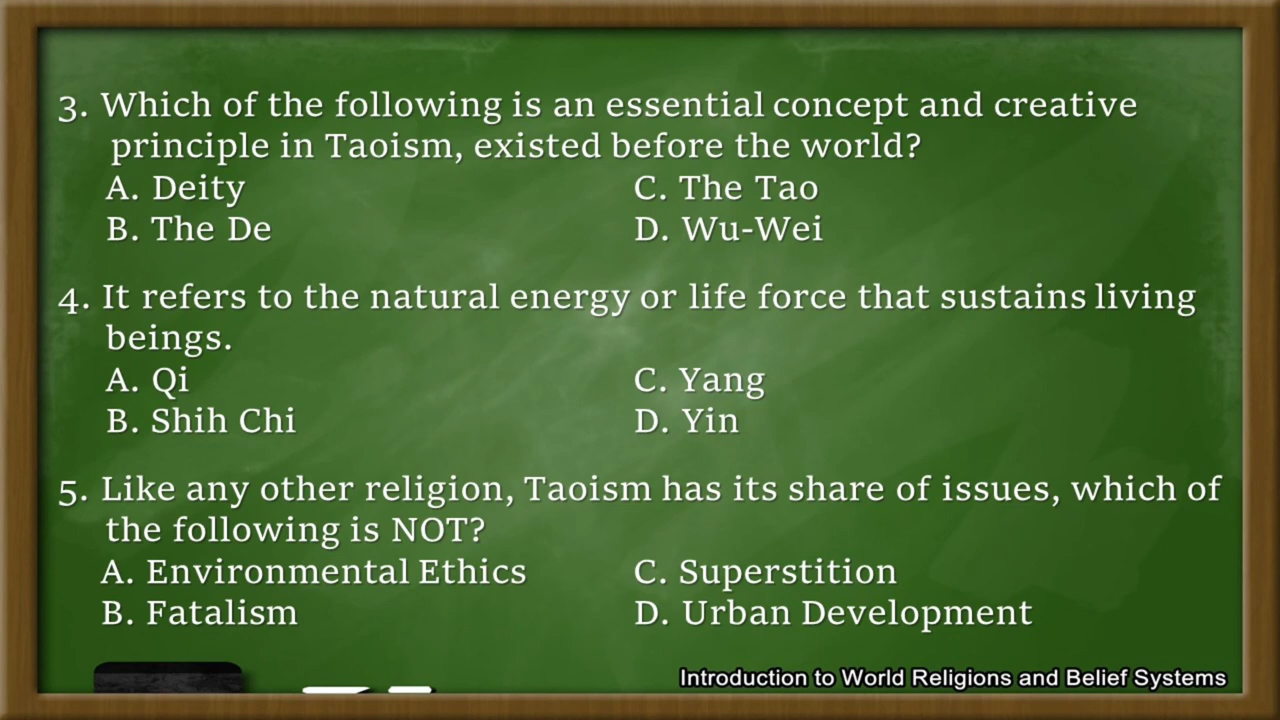 3. Which of the following is an essential concept and creative
principle in Taoism, existed before the world?
A. Deity C. The Tao
B. The De D. Wu-Wei
4. It refers to the natural energy or life force that sustains living
beings.
A. Qi C. Yang
B. Shih Chi D. Yin
5. Like any other religion, Taoism has its share of issues, which of
the following is NOT?
A. Environmental Ethics C. Superstition
B. Fatalism D. Urban Development
Introduction to World Religions and Belief Systems